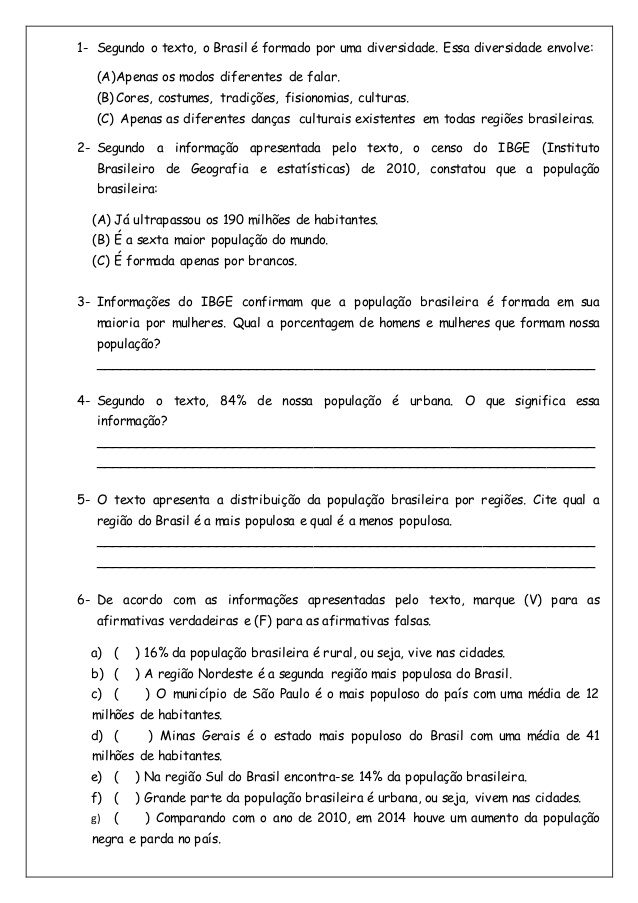 1- Segundo o texto, o Brasil é formado por uma diversidade. Essa diversidade envolve:
(A)Apenas os modos diferentes de falar.
(B) Cores, costumes, tradições, fisionomias, culturas.
(C) Apenas as diferentes danças culturais existentes em todas regiões brasileiras.
2- Segundo a informação apresentada pelo texto, o censo do IBGE (Instituto
Brasileiro de Geografia e estatísticas) de 2010, constatou que a população
brasileira:
(A) Já ultrapassou os 190 milhões de habitantes.
(B) É a sexta maior população do mundo.
(C) É formada apenas por brancos.
3- Informações do IBGE confirmam que a população brasileira é formada em sua
maioria por mulheres. Qual a porcentagem de homens e mulheres que formam nossa
população?
4- Segundo o texto, 84% de nossa população é urbana. O que significa essa
informação?
5- O texto apresenta a distribuição da população brasileira por regiões. Cite qual a
região do Brasil é a mais populosa e qual é a menos populosa.
6- De acordo com as informações apresentadas pelo texto, marque (V) para as
afirmativas verdadeiras e (F) para as afirmativas falsas.
a) ( ) 16% da população brasileira é rural, ou seja, vive nas cidades.
b) ( ) A região Nordeste é a segunda região mais populosa do Brasil.
c) ( ) O município de São Paulo é o mais populoso do país com uma média de 12
milhões de habitantes.
d) ( ) Minas Gerais é o estado mais populoso do Brasil com uma média de 41
milhões de habitantes.
e) ( ) Na região Sul do Brasil encontra-se 14% da população brasileira.
f) ( ) Grande parte da população brasileira é urbana, ou seja, vivem nas cidades.
g) ( ) Comparando com o ano de 2010, em 2014 houve um aumento da população
negra e parda no país.